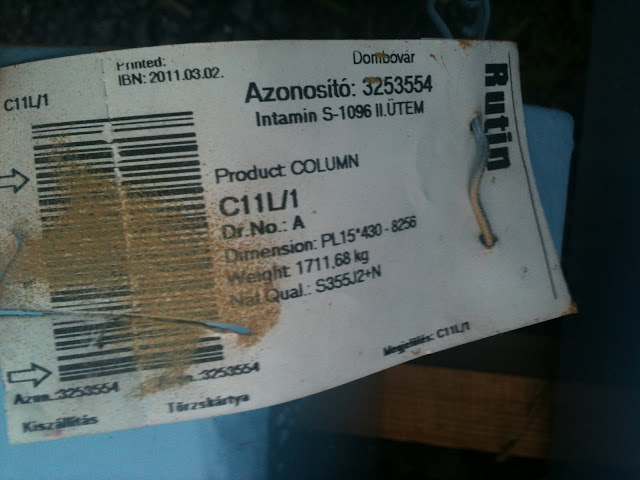 Printed:
IBN: 2011.03.02.
Dombóvár
C11L/1
Azonosító: 3253554
Intamin S-1096 II.ÜTEM
Rutin
Product: COLUMN
C11L/1
Dr.No.: A
Dimension: PL15*430 - 8256
Weight: 1711,68 kg
Mat Qual.: S355J2+N
Megjelölés: C11L/1
Azon.:3253554
.:3253554
Kiszállítás
Törzskártya